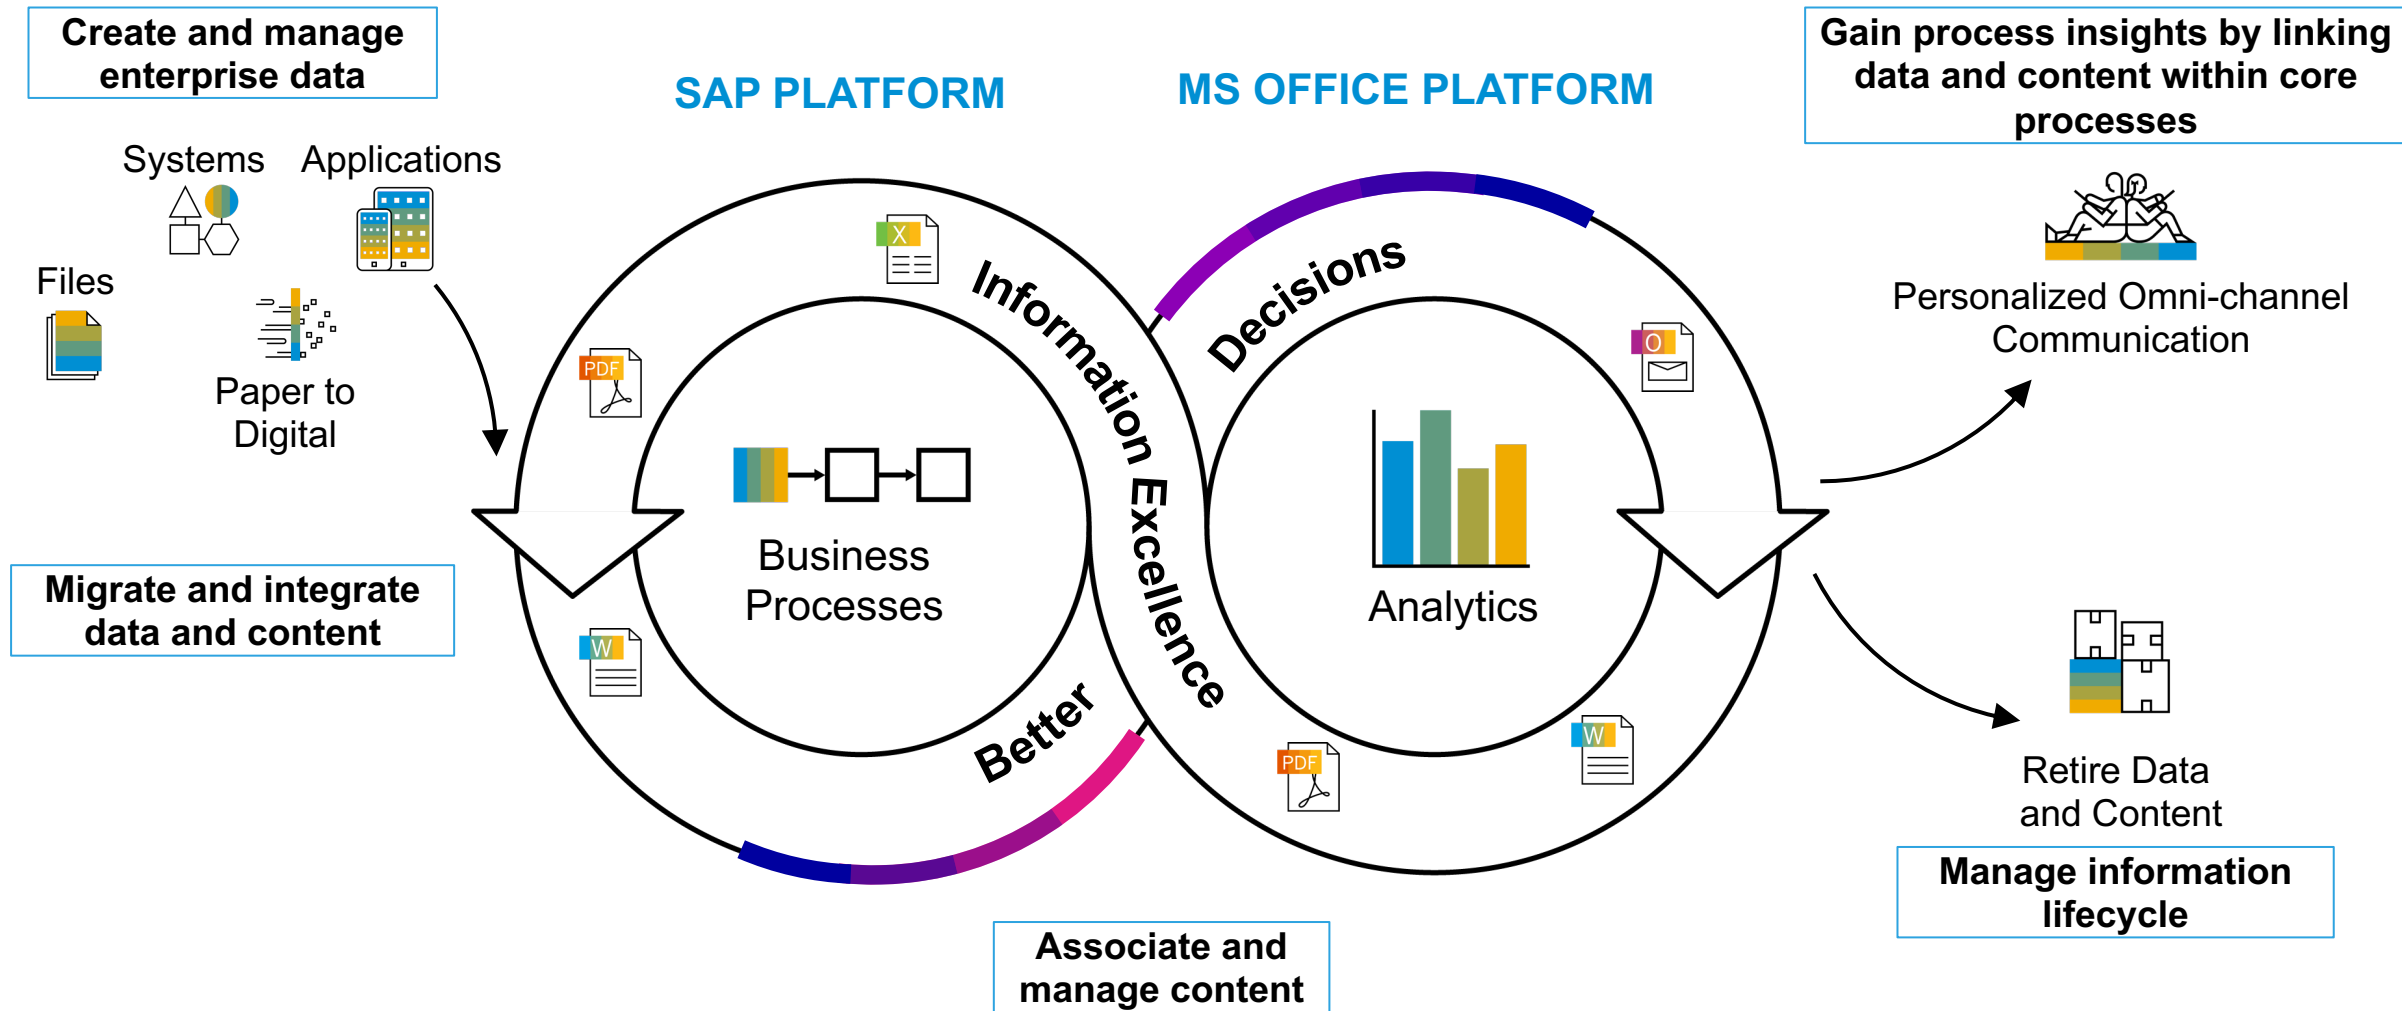 Create and manage
enterprise data
SAP PLATFORM
MS OFFICE PLATFORM
Gain process insights by linking
data and content within core
processes
Systems
Applications
Files
Paper to
Digital
X
PDF
W
Information Excellence
Decisions
O
Business
Processes
Analytics
Better
PDF
W
Personalized Omni-channel
Communication
Migrate and integrate
data and content
Retire Data
and Content
Manage information
lifecycle
Associate and
manage content